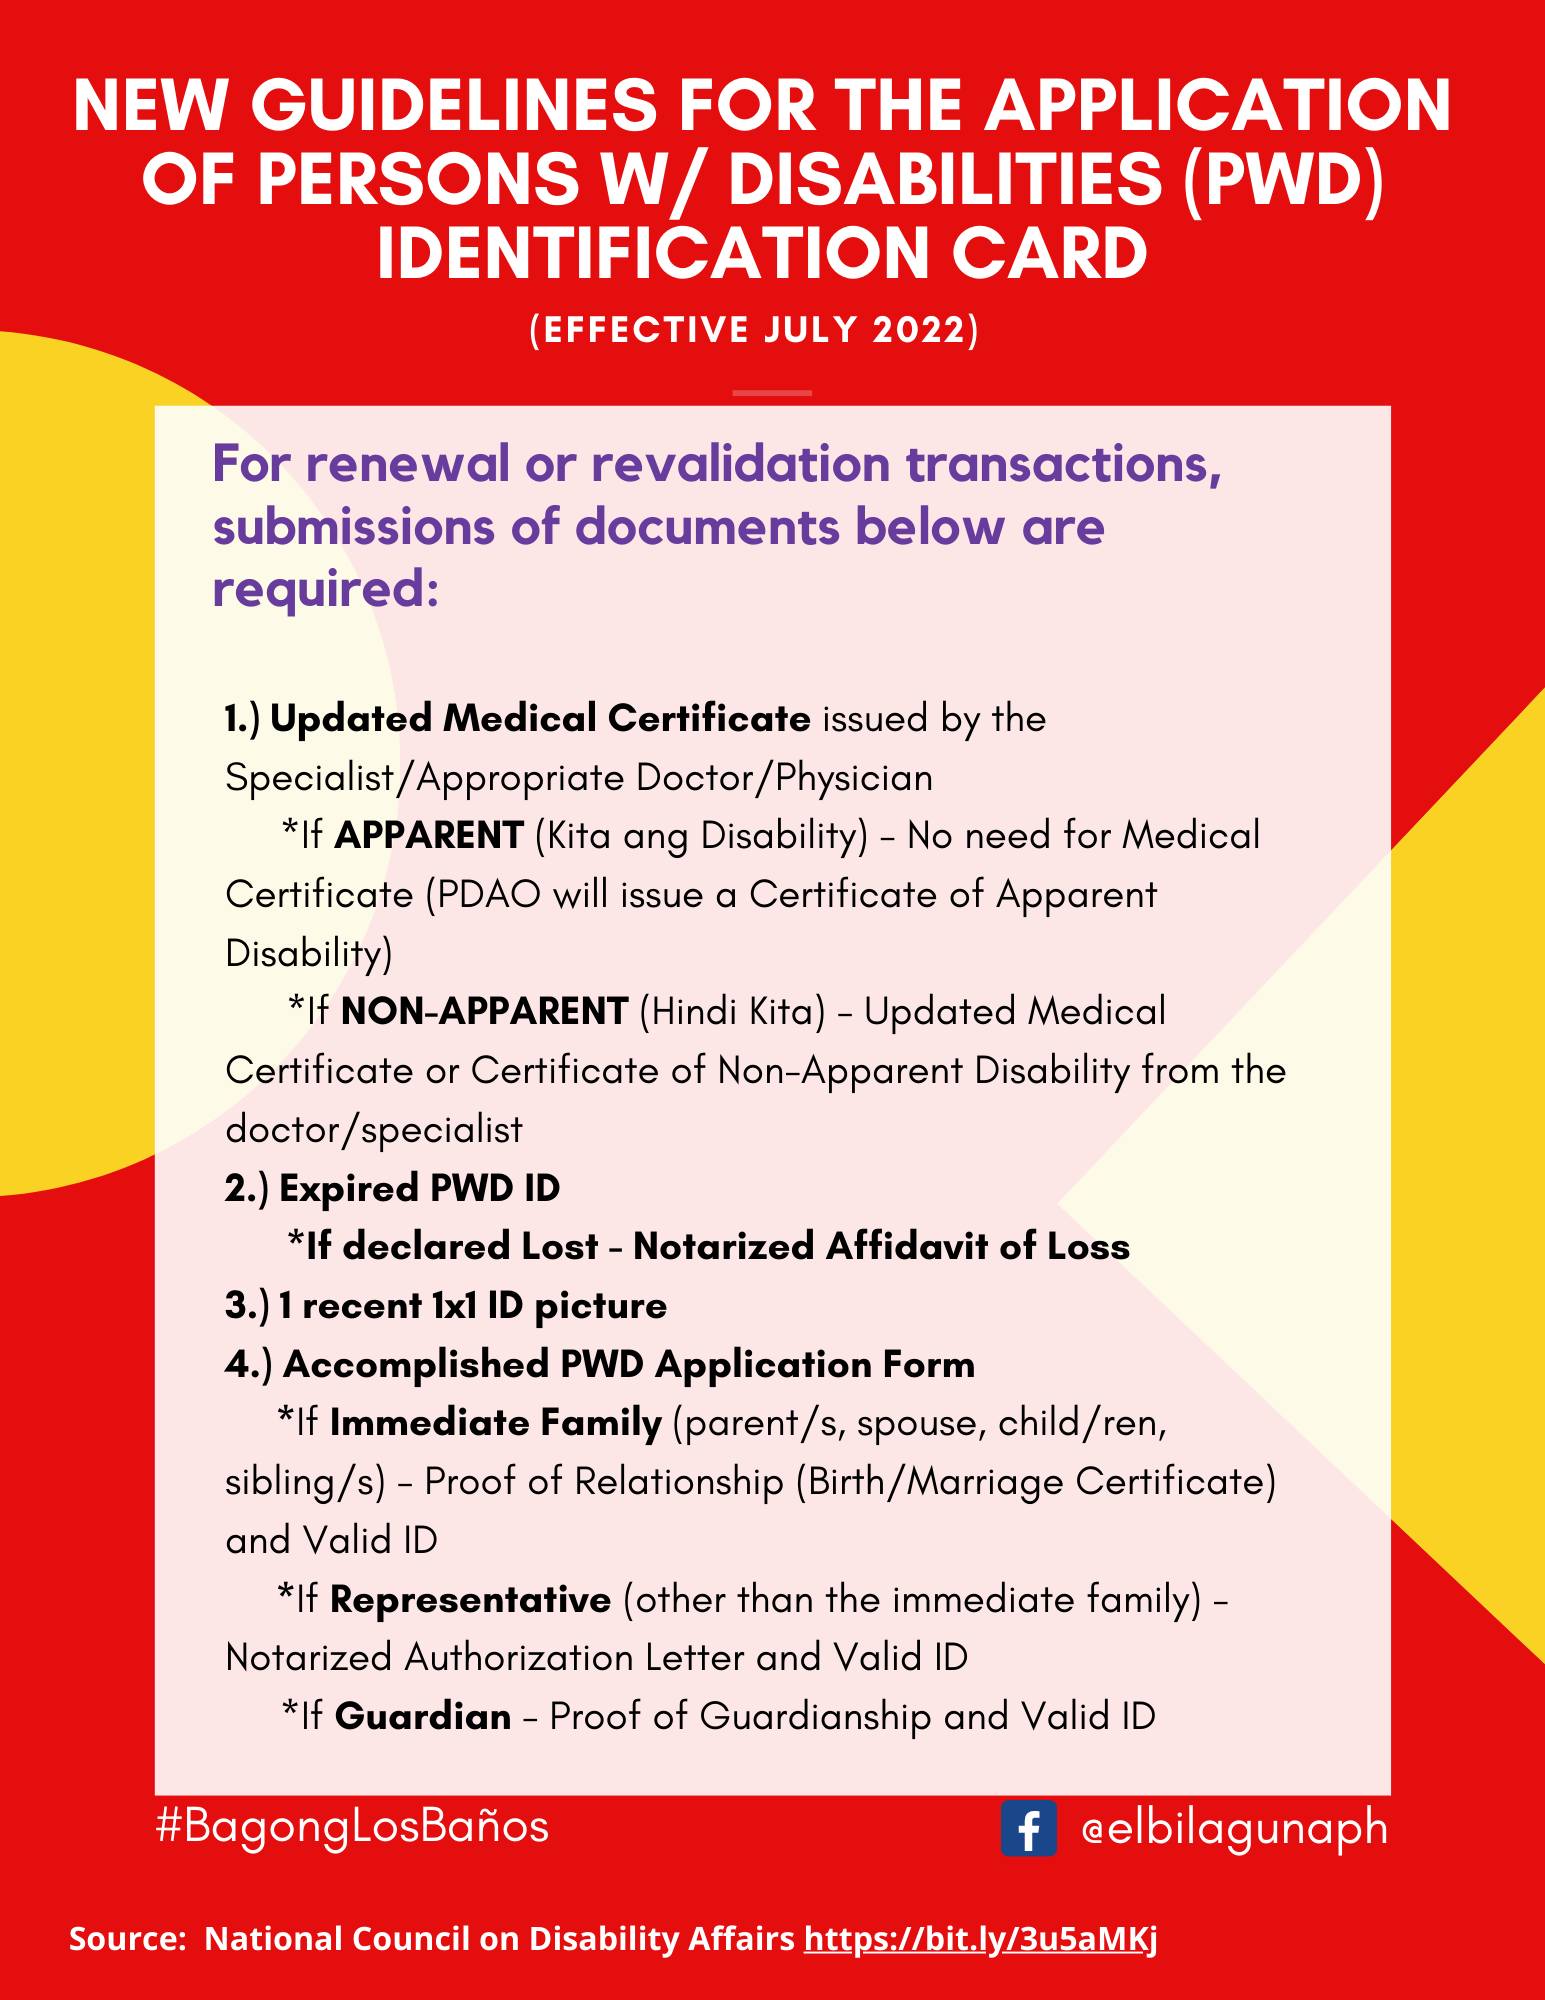 NEW GUIDELINES FOR THE APPLICATION
OF PERSONS W/ DISABILITIES (PWD)
IDENTIFICATION CARD
(EFFECTIVE JULY 2022)
For renewal or revalidation transactions,
submissions of documents below are
required:
1.) Updated Medical Certificate issued by the
Specialist/Appropriate Doctor/Physician
*If APPARENT (Kita ang Disability) - No need for Medical
Certificate (PDAO will issue a Certificate of Apparent
Disability)
*If NON-APPARENT (Hindi Kita) - Updated Medical
Certificate or Certificate of Non-Apparent Disability from the
doctor/specialist
2.) Expired PWD ID
*If declared Lost - Notarized Affidavit of Loss
3.) 1 recent 1x1 ID picture
4.) Accomplished PWD Application Form
*If Immediate Family (parent/s, spouse, child/ren,
sibling/s) - Proof of Relationship (Birth/Marriage Certificate)
and Valid ID
*If Representative (other than the immediate family) -
Notarized Authorization Letter and Valid ID
*If Guardian - Proof of Guardianship and Valid ID
#BagongLosBaños
@elbilagunaph
Source: National Council on Disability Affairs https://bit.ly/3u5aMKj